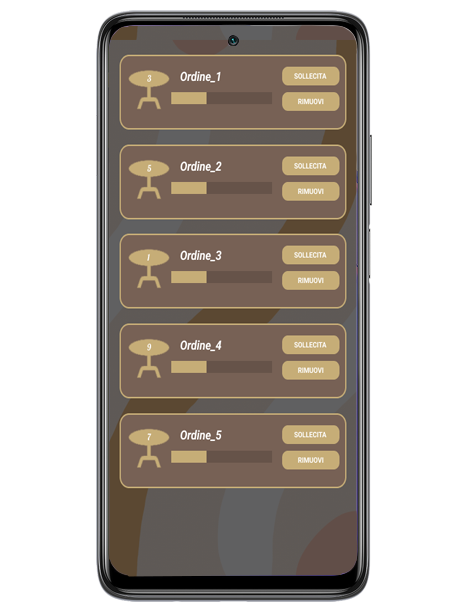 3
Ordine_1
SOLLECITA
RIMUOVI
5
Ordine_2
SOLLECITA
RIMUOVI
1
Ordine_3
SOLLECITA
RIMUOVI
9
Ordine_4
SOLLECITA
RIMUOVI
7
Ordine_5
SOLLECITA
RIMUOVI